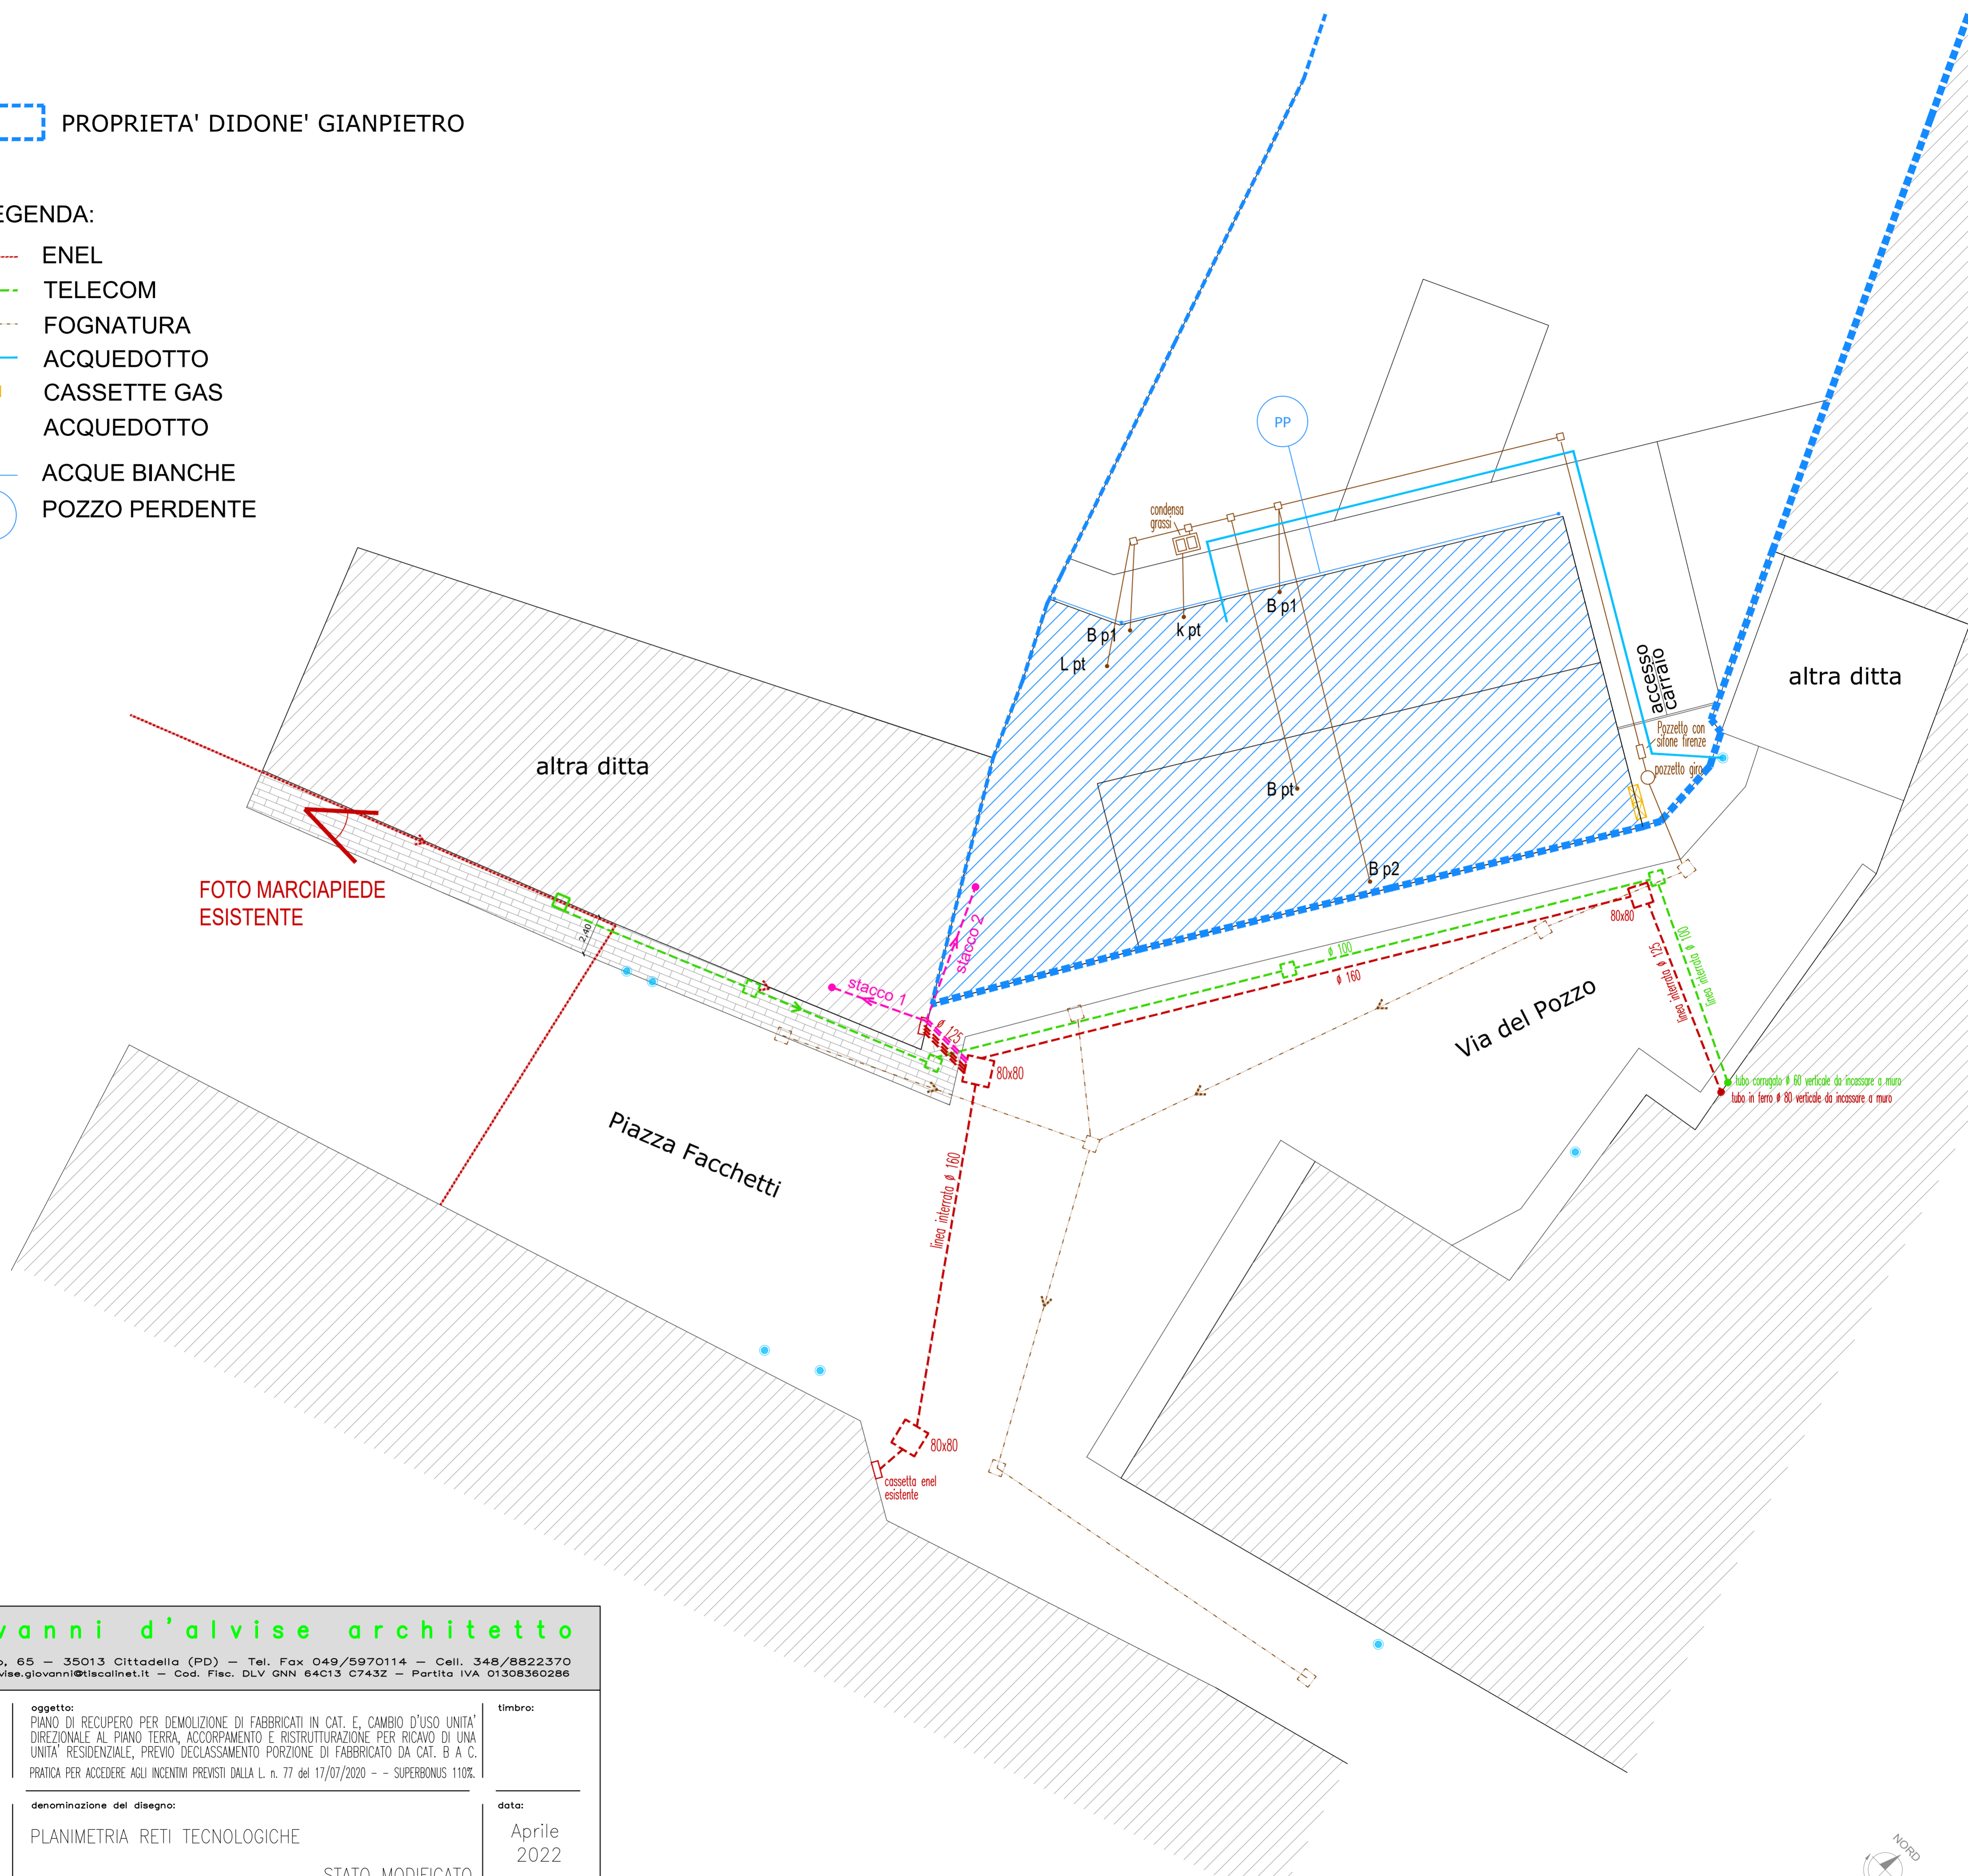 PROPRIETA' DIDONE' GIANPIETRO
EGENDA:
ENEL
TELECOM
FOGNATURA
ACQUEDOTTO
CASSETTE GAS
ACQUEDOTTO
ACQUE BIANCHE
POZZO PERDENTE
PP
condensa
grassi
B p1
k pt
B p1
L pt
accesso
carraio
altra ditta
Pozzetto con
sifone firenze
pozzetto giro
altra ditta
B pt
B p2
FOTO MARCIAPIEDE
ESISTENTE
2,40
stacco 2
stacco 1
ø 125
80x80
ø 100
ø 160
80x80
linea interrata ø 125
linea interrata ø 100
Via del Pozzo
tubo corrugato ø 60 verticale da incassare a muro
tubo in ferro ø 80 verticale da incassare a muro
Piazza Facchetti
linea interrata ø 160
80x80
cassetta enel
esistente
vanni d'alvise architetto
o, 65 – 35013 Cittadella (PD) – Tel. Fax 049/5970114 – Cell. 348/8822370
vise.giovanni@tiscalinet.it – Cod. Fisc. DLV GNN 64C13 C743Z – Partita IVA 01308360286
oggetto:
PIANO DI RECUPERO PER DEMOLIZIONE DI FABBRICATI IN CAT. E, CAMBIO D'USO UNITA'
DIREZIONALE AL PIANO TERRA, ACCORPAMENTO E RISTRUTTURAZIONE PER RICAVO DI UNA
UNITA' RESIDENZIALE, PREVIO DECLASSAMENTO PORZIONE DI FABBRICATO DA CAT. B A C.
PRATICA PER ACCEDERE AGLI INCENTIVI PREVISTI DALLA L. n. 77 del 17/07/2020 - - SUPERBONUS 110%.
timbro:
denominazione del disegno:
PLANIMETRIA RETI TECNOLOGICHE
STATO MODIFICATO
data:
Aprile
2022
NORD